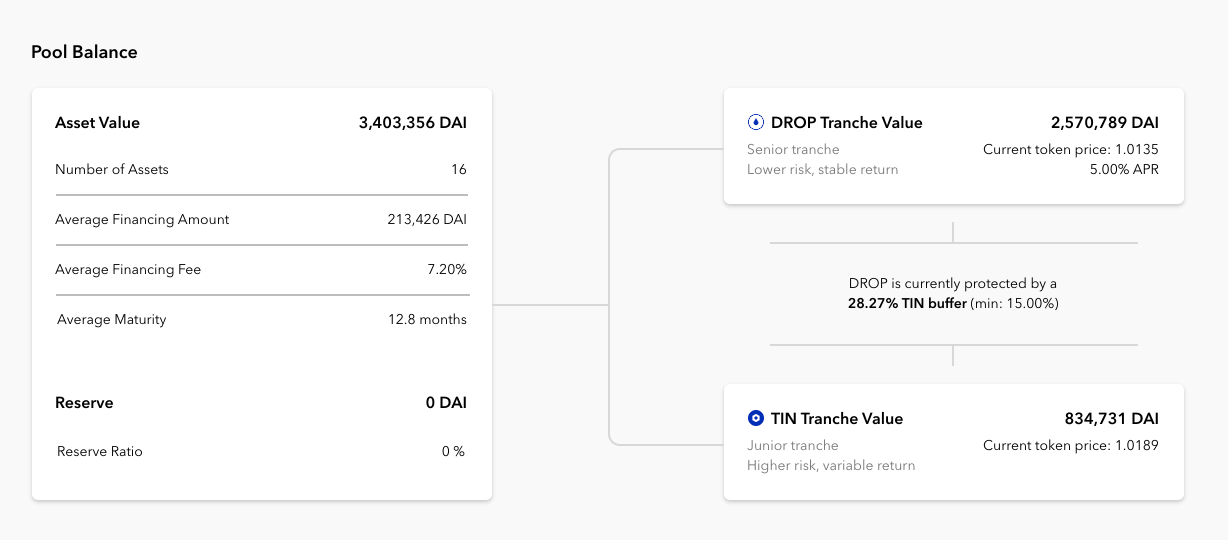 Pool Balance
Asset Value 3,403,356 DAI
Number of Assets 16
Average Financing Amount 213,426 DAI
Average Financing Fee 7.20%
Average Maturity 12.8 months
Reserve 0 DAI
Reserve Ratio 0 %
DROP Tranche Value 2,570,789 DAI
Senior tranche Current token price: 1.0135
Lower risk, stable return 5.00% APR
DROP is currently protected by a
28.27% TIN buffer (min: 15.00%)
TIN Tranche Value 834,731 DAI
Junior tranche Current token price: 1.0189
Higher risk, variable return